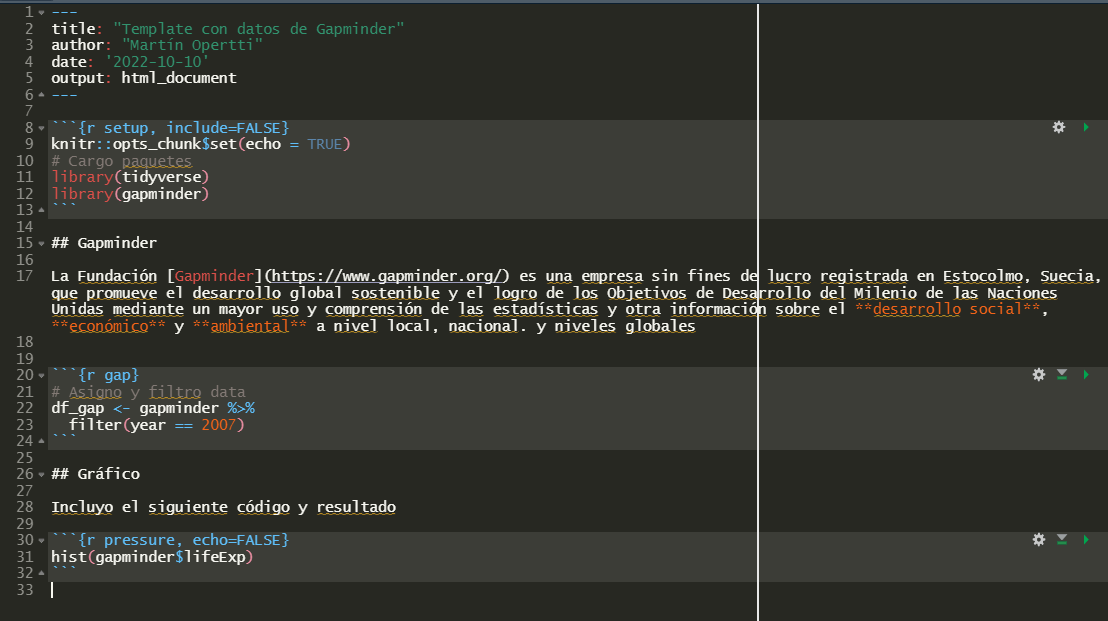 1 ---
2 title: "Template con datos de Gapminder"
3 author: "Martín Opertti"
4 date: '2022-10-10'
5 output: html_document
6 ---
7
8 ```{r setup, include=FALSE}
9 knitr::opts_chunk$set(echo = TRUE)
10 # Cargo paquetes
11 library(tidyverse)
12 library(gapminder)
13 ```
14
15 ## Gapminder
16
17 La Fundación [Gapminder](https://www.gapminder.org/) es una empresa sin fines de lucro registrada en Estocolmo, Suecia,
que promueve el desarrollo global sostenible y el logro de los Objetivos de Desarrollo del Milenio de las Naciones
Unidas mediante un mayor uso y comprensión de las estadísticas y otra información sobre el **desarrollo social**,
**económico** y **ambiental** a nivel local, nacional. y niveles globales
18
19
20 ```{r gap}
21 # Asigno y filtro data
22 df_gap <- gapminder %>%
23   filter(year == 2007)
24 ```
25
26 ## Gráfico
27
28 Incluyo el siguiente código y resultado
29
30 ```{r pressure, echo=FALSE}
31 hist(gapminder$lifeExp)
32 ```
33